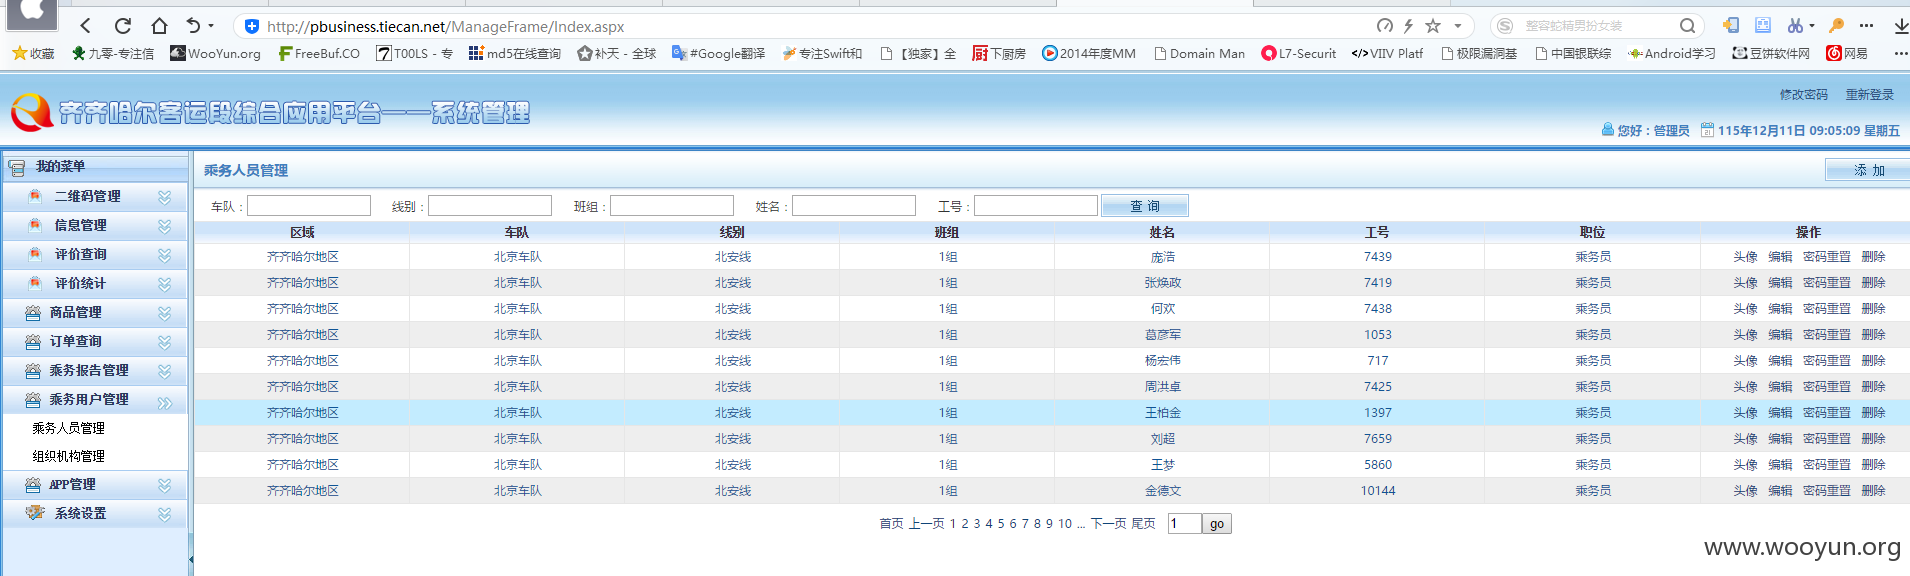 http://pbusiness.tiecan.net/ManageFrame/Index.aspx 整容蛇精男扮女装
收藏 九零-专注信 WooYun.org FreeBuf.CO T00LS - 专 md5在线查询 补天 - 全球 #Google翻译 专注Swift和 【独家】全 下厨房 2014年度MM Domain Man L7-Securit VIIV Platf 极限漏洞基 中国银联综 Android学习 豆饼软件网 网易
齐齐哈尔客运段综合应用平台——系统管理
修改密码 重新登录
您好：管理员 115年12月11日 09:05:09 星期五
我的菜单
二维码管理
信息管理
评价查询
评价统计
商品管理
订单查询
乘务报告管理
乘务用户管理
乘务人员管理
组织机构管理
APP管理
系统设置
乘务人员管理 添 加
车队： 线别： 班组： 姓名： 工号： 查 询
区域 车队 线别 班组 姓名 工号 职位 操作
齐齐哈尔地区 北京车队 北安线 1组 庞浩 7439 乘务员 头像 编辑 密码重置 删除
齐齐哈尔地区 北京车队 北安线 1组 张焕政 7419 乘务员 头像 编辑 密码重置 删除
齐齐哈尔地区 北京车队 北安线 1组 何欢 7438 乘务员 头像 编辑 密码重置 删除
齐齐哈尔地区 北京车队 北安线 1组 葛彦军 1053 乘务员 头像 编辑 密码重置 删除
齐齐哈尔地区 北京车队 北安线 1组 杨宏伟 717 乘务员 头像 编辑 密码重置 删除
齐齐哈尔地区 北京车队 北安线 1组 周洪卓 7425 乘务员 头像 编辑 密码重置 删除
齐齐哈尔地区 北京车队 北安线 1组 王柏金 1397 乘务员 头像 编辑 密码重置 删除
齐齐哈尔地区 北京车队 北安线 1组 刘超 7659 乘务员 头像 编辑 密码重置 删除
齐齐哈尔地区 北京车队 北安线 1组 王梦 5860 乘务员 头像 编辑 密码重置 删除
齐齐哈尔地区 北京车队 北安线 1组 金德文 10144 乘务员 头像 编辑 密码重置 删除
首页 上一页 1 2 3 4 5 6 7 8 9 10 ... 下一页 尾页 1 go
www.wooyun.org